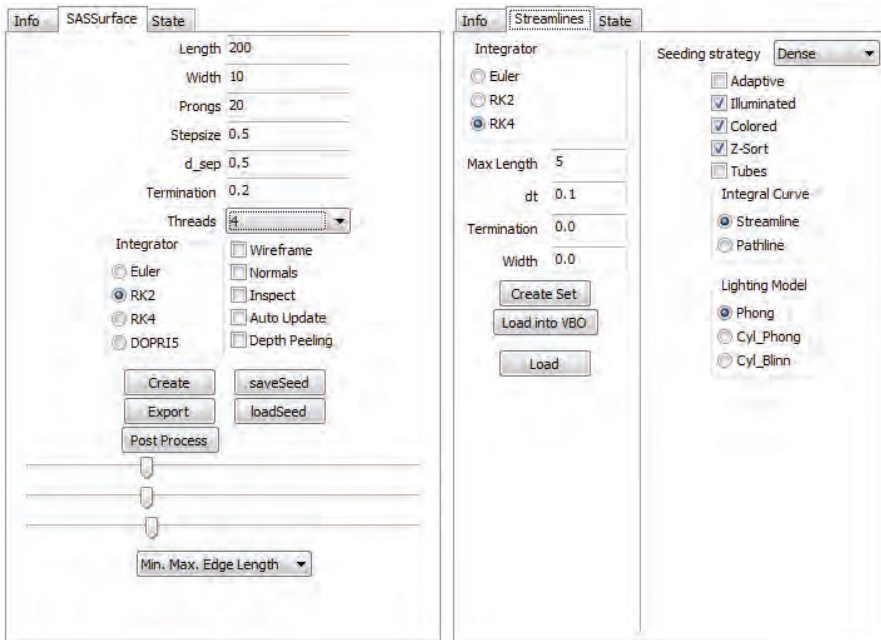 Info SASSurface State
Length 200
Width 10
Prongs 20
Stepsize 0.5
d_sep 0.5
Termination 0.2
Threads 4
Integrator
Euler
RK2
RK4
DOPRI5
Wireframe
Normals
Inspect
Auto Update
Depth Peeling
Create saveSeed
Export loadSeed
Post Process
Min. Max. Edge Length
Info Streamlines State
Integrator
Euler
RK2
RK4
Max Length 5
dt 0.1
Termination 0.0
Width 0.0
Create Set
Load into VBO
Load
Seeding strategy Dense
Adaptive
Illuminated
Colored
Z-Sort
Tubes
Integral Curve
Streamline
Pathline
Lighting Model
Phong
Cyl_Phong
Cyl_Blinn